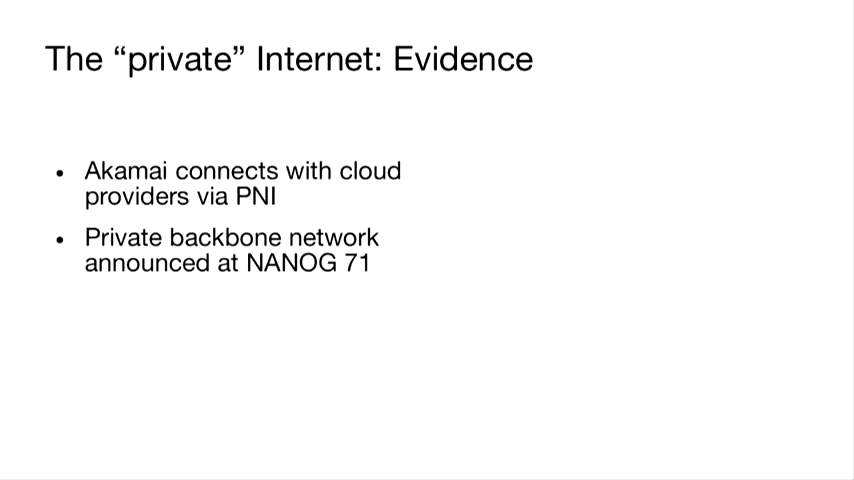 The “private” Internet: Evidence
• Akamai connects with cloud
providers via PNI
• Private backbone network
announced at NANOG 71